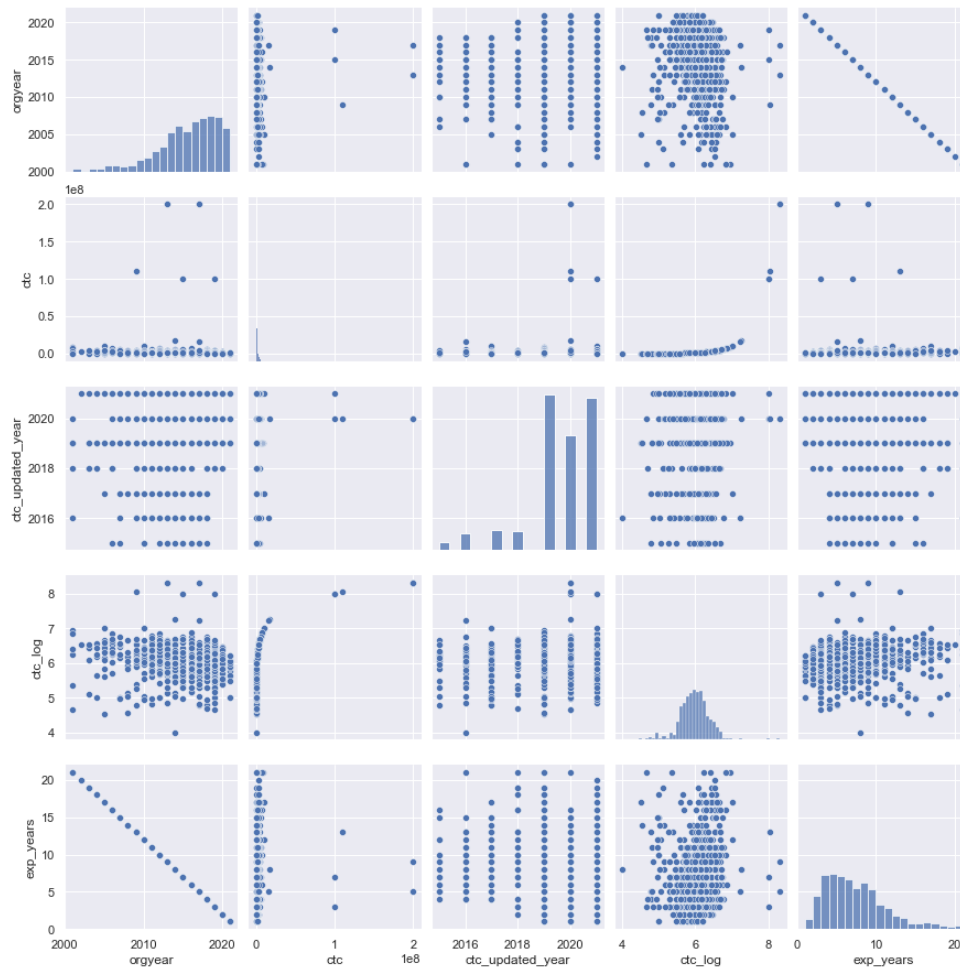 2020
2015
2010
2005
2000
orgyear
1e8
2.0
1.5
1.0
0.5
0.0
ctc
2020
2018
2016
ctc_updated_year
8
7
6
5
4
ctc_log
20
15
10
5
0
exp_years
2000 2010 2020 0 1 2 2016 2018 2020 4 6 8 0 10 20
1e8
orgyear ctc ctc_updated_year ctc_log exp_years